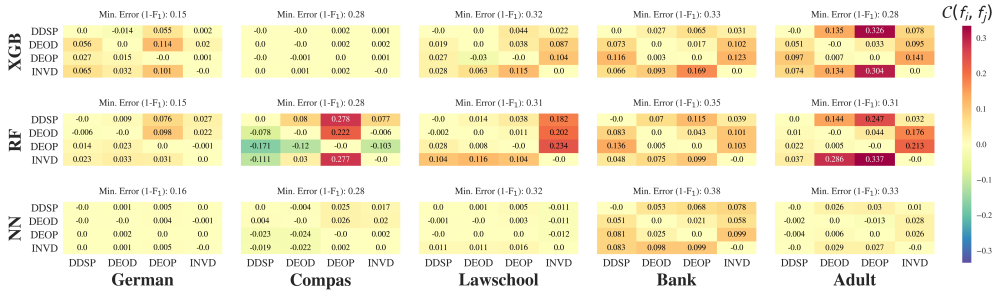 Min. Error (1-F1): 0.15 Min. Error (1-F1): 0.28 Min. Error (1-F1): 0.32 Min. Error (1-F1): 0.33 Min. Error (1-F1): 0.28 C(fi, fj)
XGB
DDSP 0.0 -0.014 0.055 0.002 0.0 -0.0 0.002 0.001 -0.0 0.0 0.044 0.022 0.0 0.027 0.065 0.031 -0.0 0.135 0.326 0.078
DEOD 0.056 -0.0 0.114 0.02 -0.0 0.0 0.002 0.002 0.019 0.0 0.038 0.087 0.073 -0.0 0.017 0.102 0.051 -0.0 0.033 0.095
DEOP 0.027 0.015 -0.0 0.001 -0.0 -0.001 0.0 0.001 0.027 -0.03 -0.0 0.104 0.116 0.003 0.0 0.123 0.097 0.007 0.0 0.141
INVD 0.065 0.032 0.101 -0.0 0.0 0.001 0.002 -0.0 0.028 0.063 0.115 0.0 0.066 0.093 0.169 -0.0 0.074 0.134 0.304 0.0
Min. Error (1-F1): 0.15 Min. Error (1-F1): 0.28 Min. Error (1-F1): 0.31 Min. Error (1-F1): 0.35 Min. Error (1-F1): 0.31
RF
DDSP -0.0 0.009 0.076 0.027 0.0 0.08 0.278 0.077 -0.0 0.014 0.038 0.182 0.0 0.07 0.115 0.039 0.0 0.144 0.247 0.032
DEOD -0.006 -0.0 0.098 0.022 -0.078 -0.0 0.222 -0.006 -0.002 0.0 0.011 0.202 0.083 0.0 0.043 0.101 0.01 -0.0 0.044 0.176
DEOP 0.014 0.023 0.0 -0.001 -0.171 -0.12 -0.0 -0.103 0.028 0.008 -0.0 0.234 0.136 0.005 0.0 0.103 0.022 0.005 -0.0 0.213
INVD 0.023 0.033 0.031 -0.0 -0.111 0.03 0.277 -0.0 0.104 0.116 0.104 -0.0 0.048 0.075 0.099 -0.0 0.037 0.286 0.337 -0.0
Min. Error (1-F1): 0.16 Min. Error (1-F1): 0.28 Min. Error (1-F1): 0.32 Min. Error (1-F1): 0.38 Min. Error (1-F1): 0.33
NN
DDSP -0.0 0.001 0.005 0.0 0.0 -0.004 0.025 0.017 0.0 0.001 0.005 -0.011 -0.0 0.053 0.068 0.078 -0.0 0.026 0.03 0.01
DEOD -0.0 -0.0 0.004 -0.001 0.004 -0.0 0.026 0.02 -0.001 -0.0 0.003 -0.011 0.051 0.0 0.021 0.058 -0.002 0.0 -0.013 0.028
DEOP 0.0 0.002 0.0 -0.0 -0.023 -0.024 -0.0 0.002 -0.0 -0.0 0.0 -0.012 0.081 0.025 0.0 0.099 -0.004 0.0 0.006 0.026
INVD 0.0 0.001 0.005 -0.0 -0.019 -0.022 0.002 0.0 0.011 0.011 0.016 0.0 0.083 0.098 0.099 -0.0 -0.0 0.029 0.027 -0.0
DDSP DEOD DEOP INVD DDSP DEOD DEOP INVD DDSP DEOD DEOP INVD DDSP DEOD DEOP INVD DDSP DEOD DEOP INVD
German Compas Lawschool Bank Adult
0.3
0.2
0.1
0.0
-0.1
-0.2
-0.3